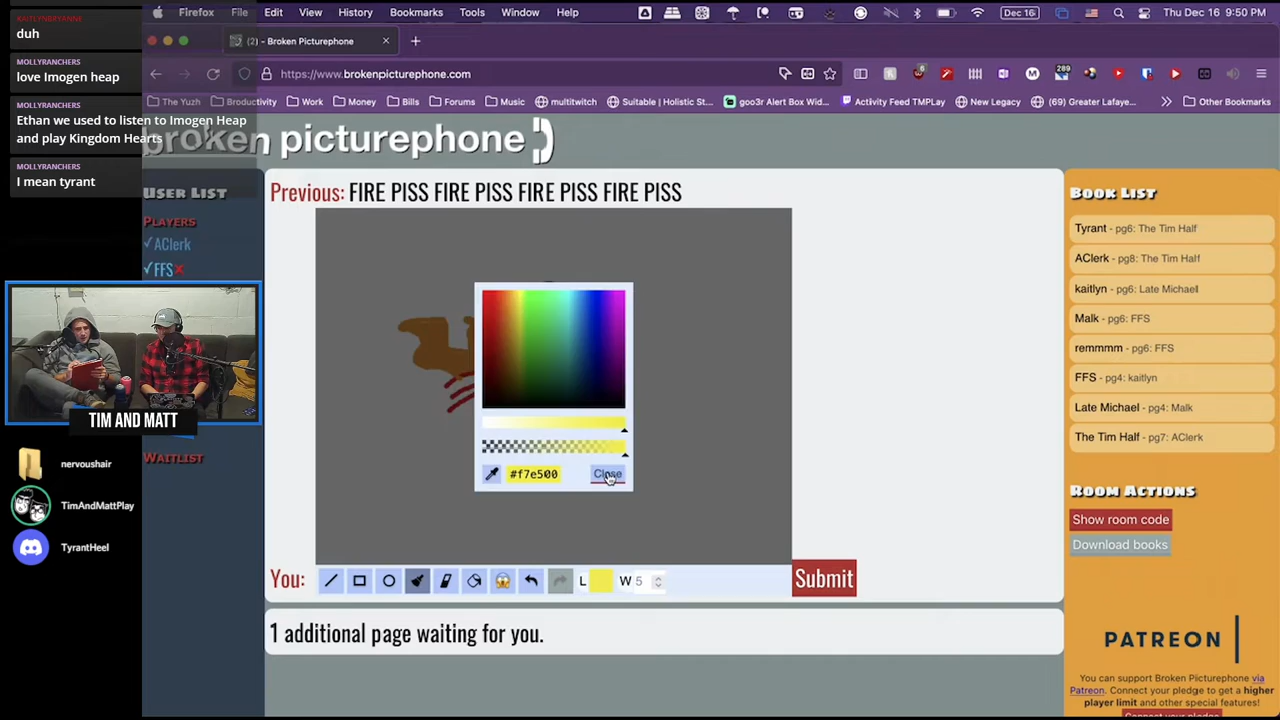 KAITLYNBRYANNE
duh
MOLLYRANCHERS
love Imogen heap
MOLLYRANCHERS
Ethan we used to listen to Imogen Heap
and play Kingdom Hearts
MOLLYRANCHERS
I mean tyrant
Firefox File Edit View History Bookmarks Tools Window Help
Dec 16
Thu Dec 16 9:50 PM
(2) - Broken Picturephone
https://www.brokenpicturephone.com
6
289
The Yuzh Broductivity Work Money Bills Forums Music multitwitch Suitable | Holistic St... goo3r Alert Box Wid... Activity Feed TMPLay New Legacy (69) Greater Lafaye... Other Bookmarks
broken picturephone
User List
Players
✓AClerk
✓FFS
TIM AND MATT
Waitlist
nervoushair
TimAndMattPlay
TyrantHeel
Previous: FIRE PISS FIRE PISS FIRE PISS FIRE PISS
#f7e500 Close
You: L W 5 Submit
1 additional page waiting for you.
Book List
Tyrant - pg6: The Tim Half
AClerk - pg8: The Tim Half
kaitlyn - pg6: Late Michael
Malk - pg6: FFS
remmmm - pg6: FFS
FFS - pg4: kaitlyn
Late Michael - pg4: Malk
The Tim Half - pg7: AClerk
Room Actions
Show room code
Download books
PATREON
You can support Broken Picturephone via
Patreon. Connect your pledge to get a higher
player limit and other special features!
Connect your pledge